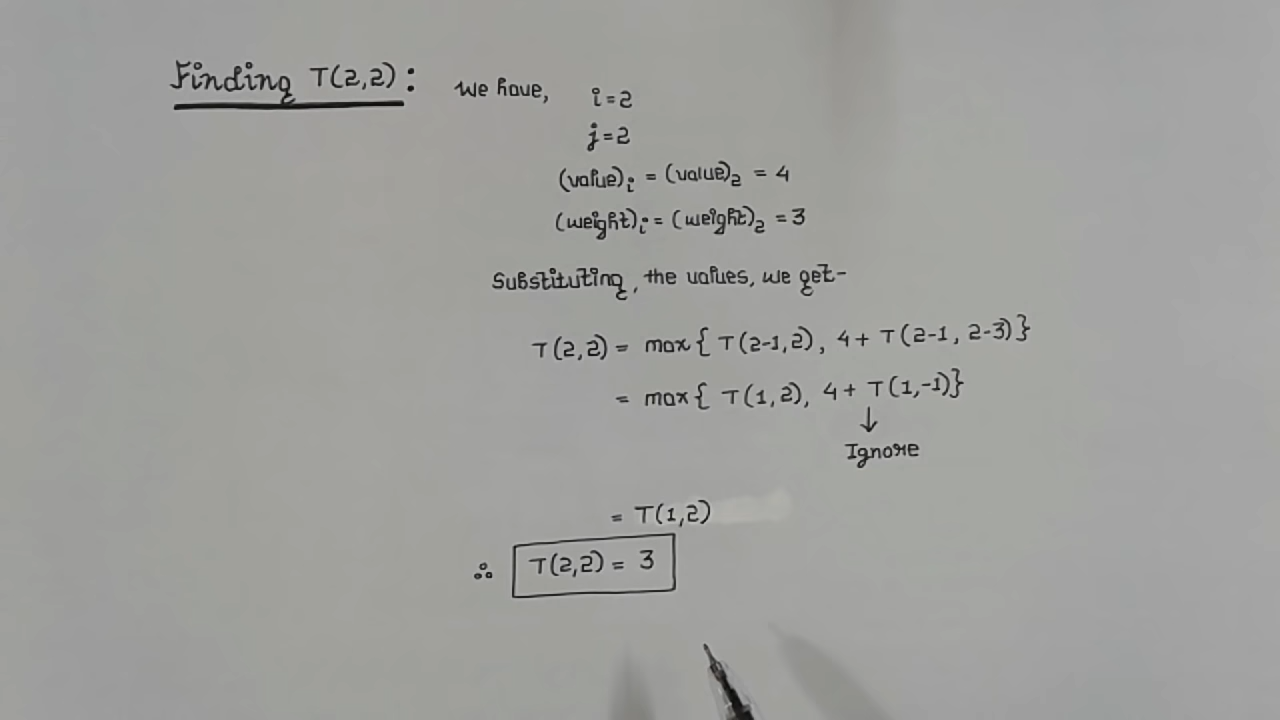 Finding T(2,2): We have, i=2
j=2
(value)i = (value)2 = 4
(weight)i = (weight)2 = 3
Substituting, the values, we get-
T(2,2) = max{ T(2-1,2), 4+ T(2-1, 2-3)}
= max{ T(1,2), 4+ T(1,-1)}
↓
Ignore
= T(1,2)
∴ T(2,2) = 3